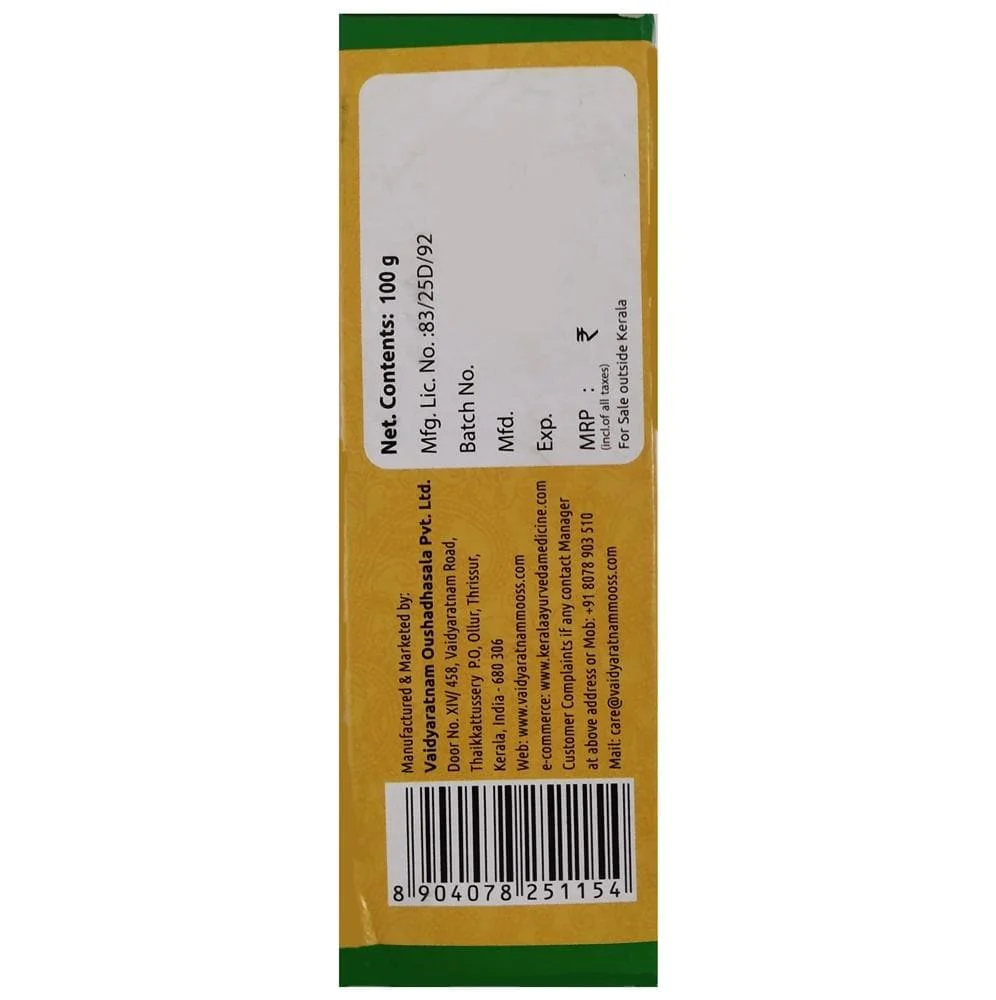 Net. Contents: 100 g
Mfg. Lic. No. :83/25D/92
Batch No.
Mfd.
Exp.
MRP : ₹
(incl.of all taxes)
For Sale outside Kerala
Manufactured & Marketed by:
Vaidyaratnam Oushadhasala Pvt. Ltd.
Door No. XIV/ 458, Vaidyaratnam Road,
Thaikkattussery P.O, Ollur, Thrissur,
Kerala, India - 680 306
Web: www.vaidyaratnammooss.com
e-commerce: www.keralaayurvedamedicine.com
Customer Complaints if any contact Manager
at above address or Mob: +91 8078 903 510
Mail: care@vaidyaratnammooss.com
8 904078 251154